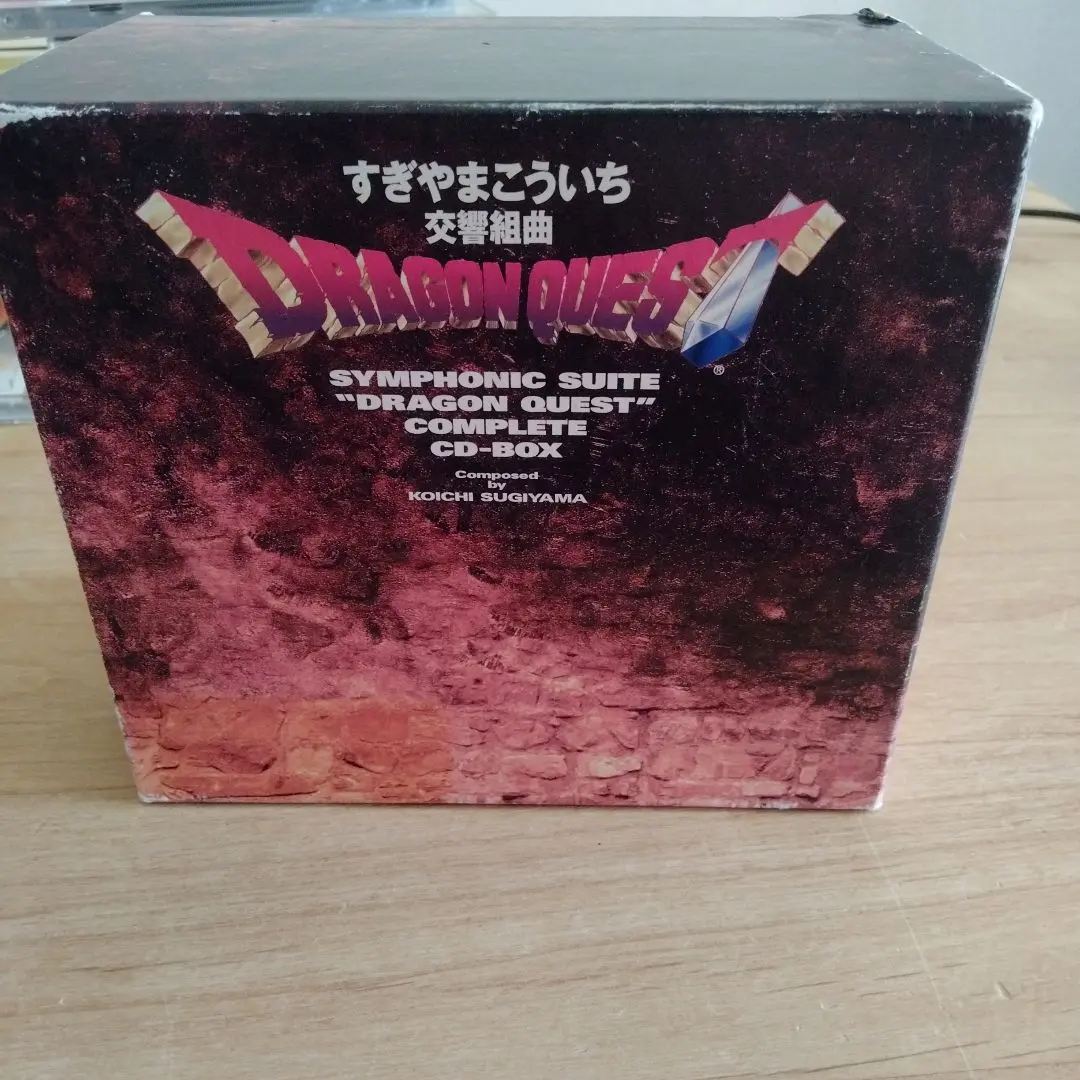 すぎやまこういち
交響組曲
DRAGON QUEST
®
SYMPHONIC SUITE
"DRAGON QUEST"
COMPLETE
CD-BOX
Composed
by
KOICHI SUGIYAMA